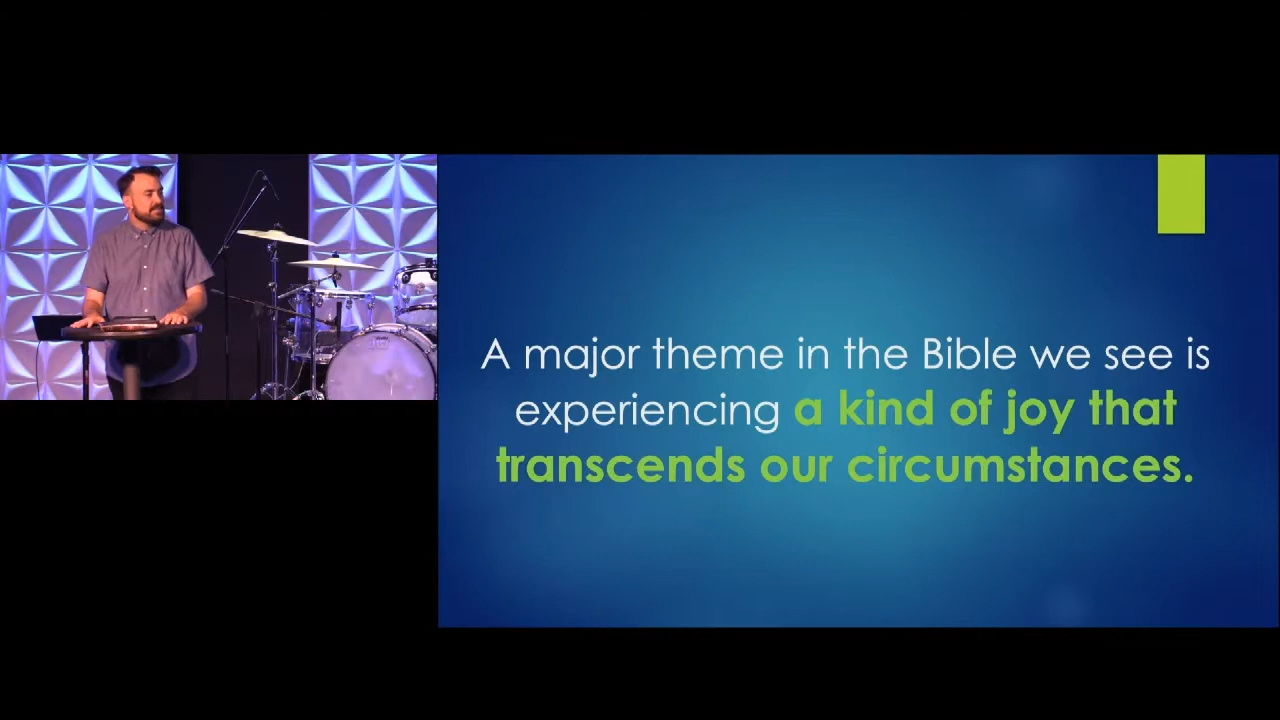 A major theme in the Bible we see is
experiencing a kind of joy that
transcends our circumstances.